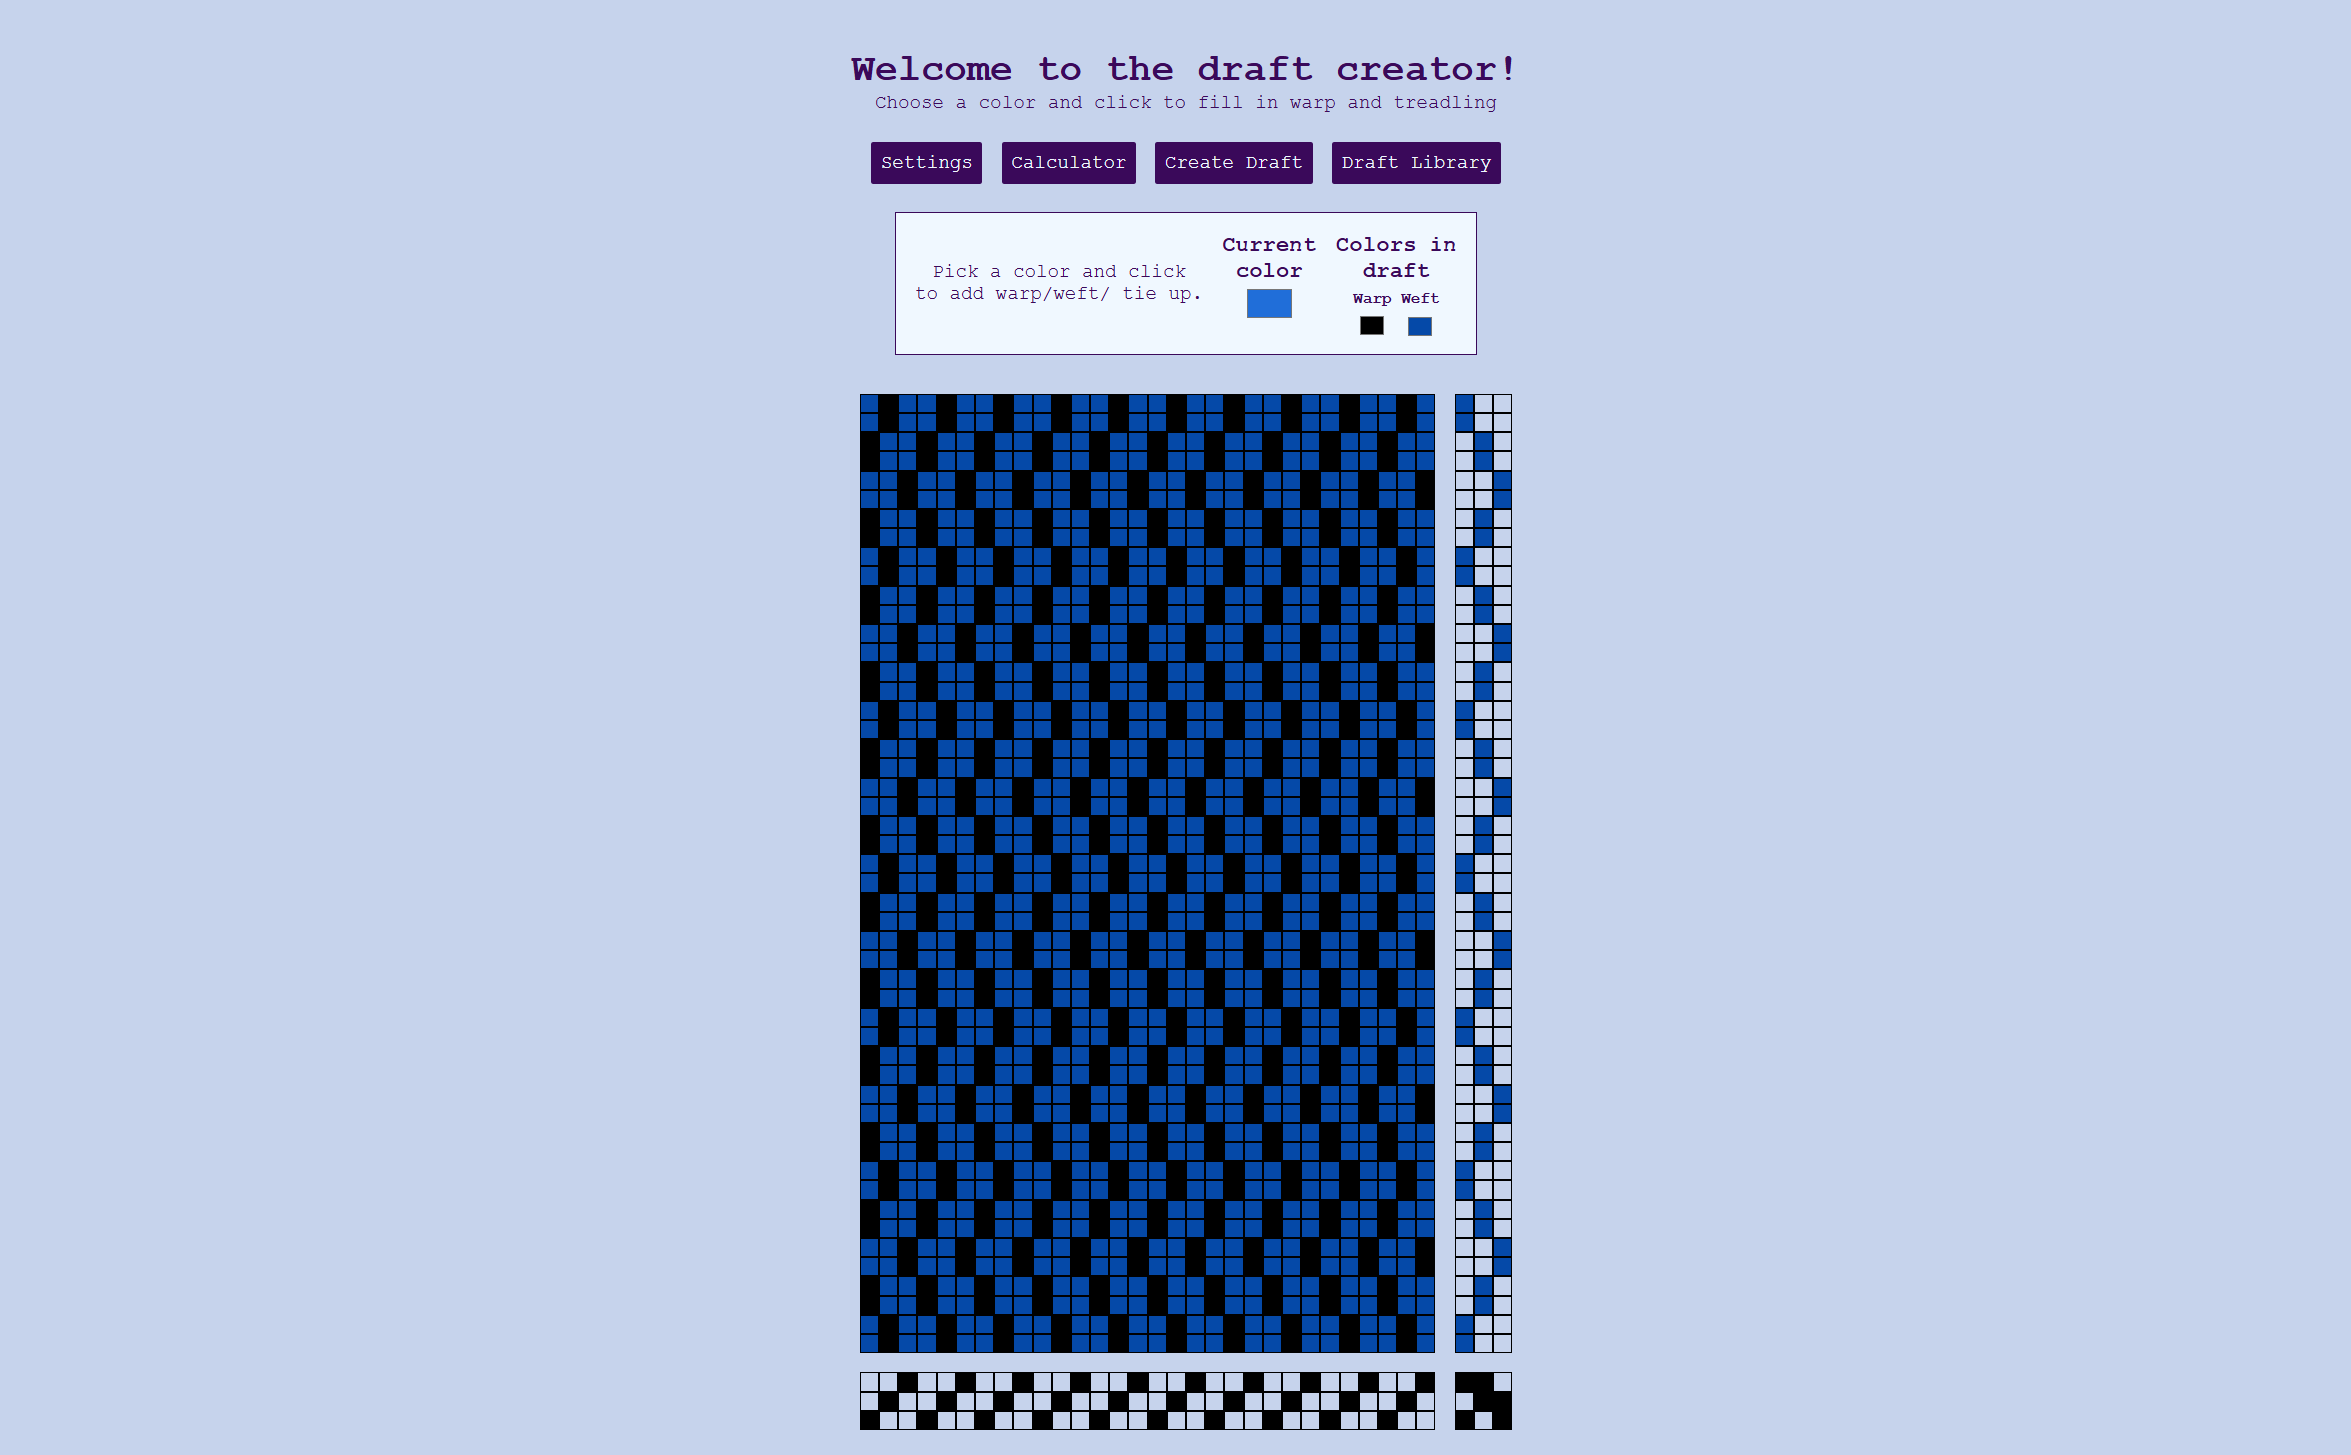 Welcome to the draft creator!
Choose a color and click to fill in warp and treadling
Settings Calculator Create Draft Draft Library
Pick a color and click
to add warp/weft/ tie up.
Current
color
Colors in
draft
Warp Weft